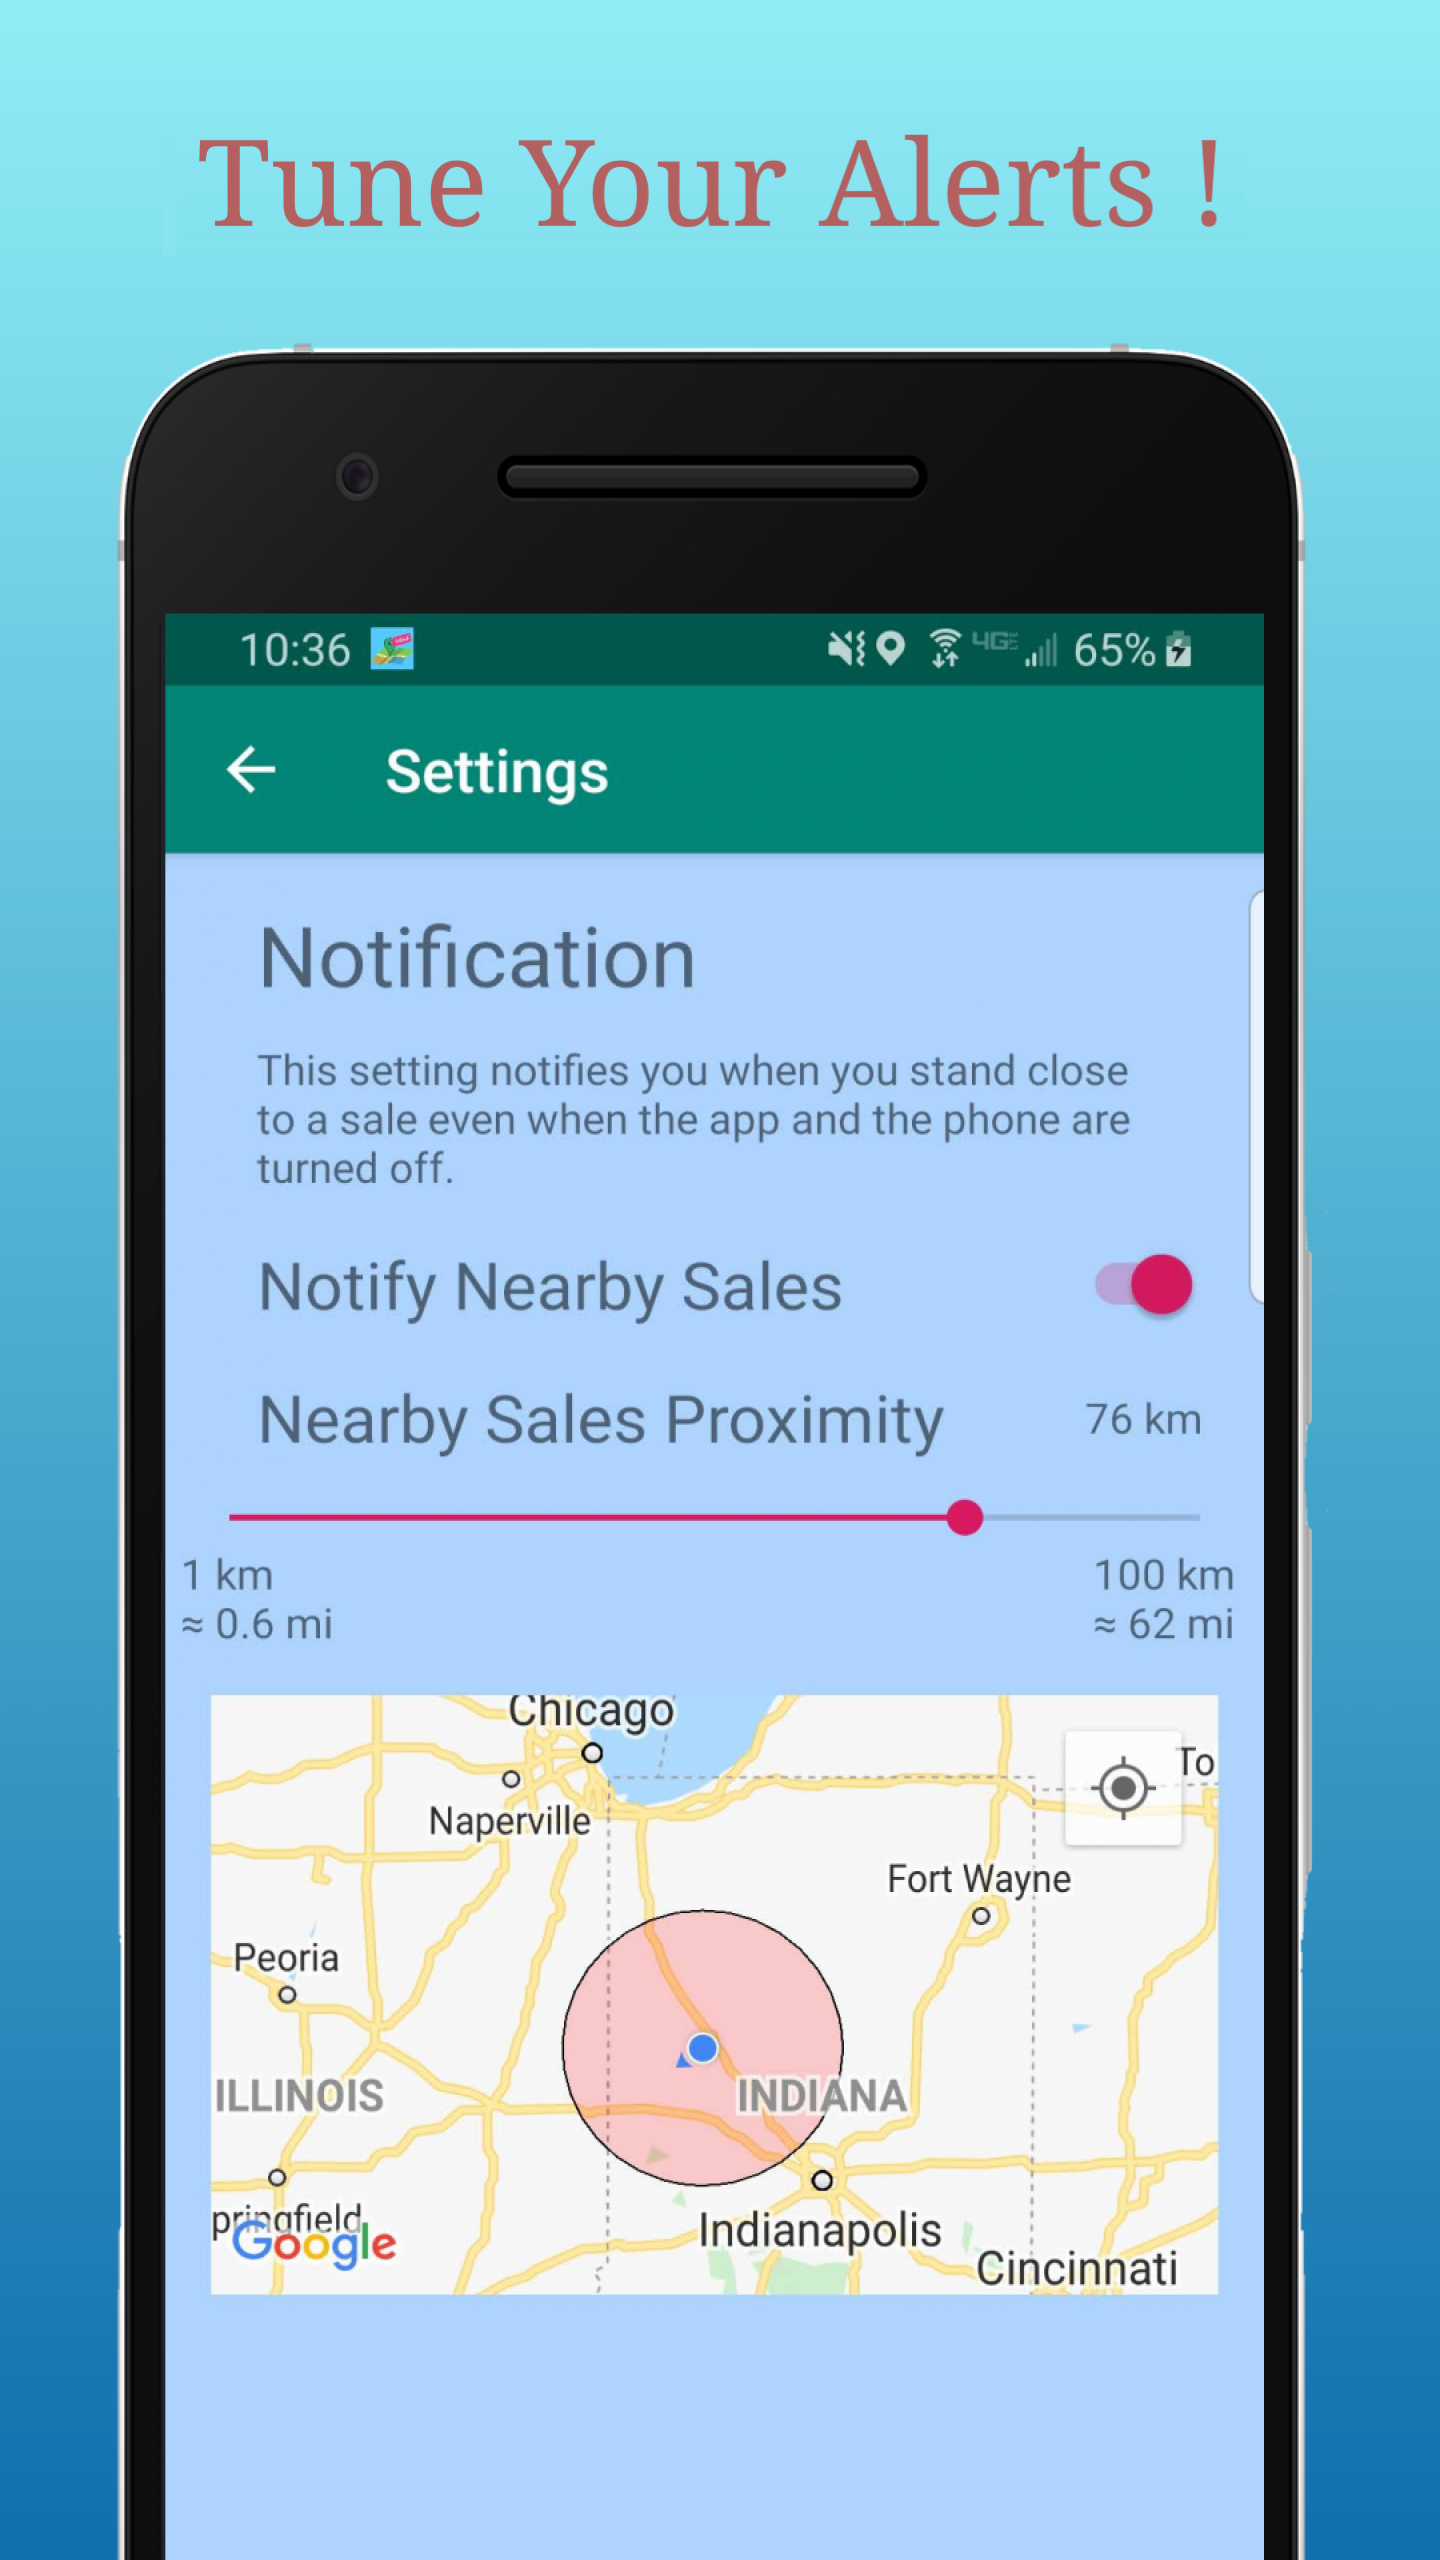 Tune Your Alerts !
10:36
4G
65%
Settings
Notification
This setting notifies you when you stand close
to a sale even when the app and the phone are
turned off.
Notify Nearby Sales
Nearby Sales Proximity
76 km
1 km
100 km
≈ 0.6 mi
≈ 62 mi
Chicago
To
Naperville
Fort Wayne
Peoria
ILLINOIS
INDIANA
pringfield
Indianapolis
Google
Cincinnati